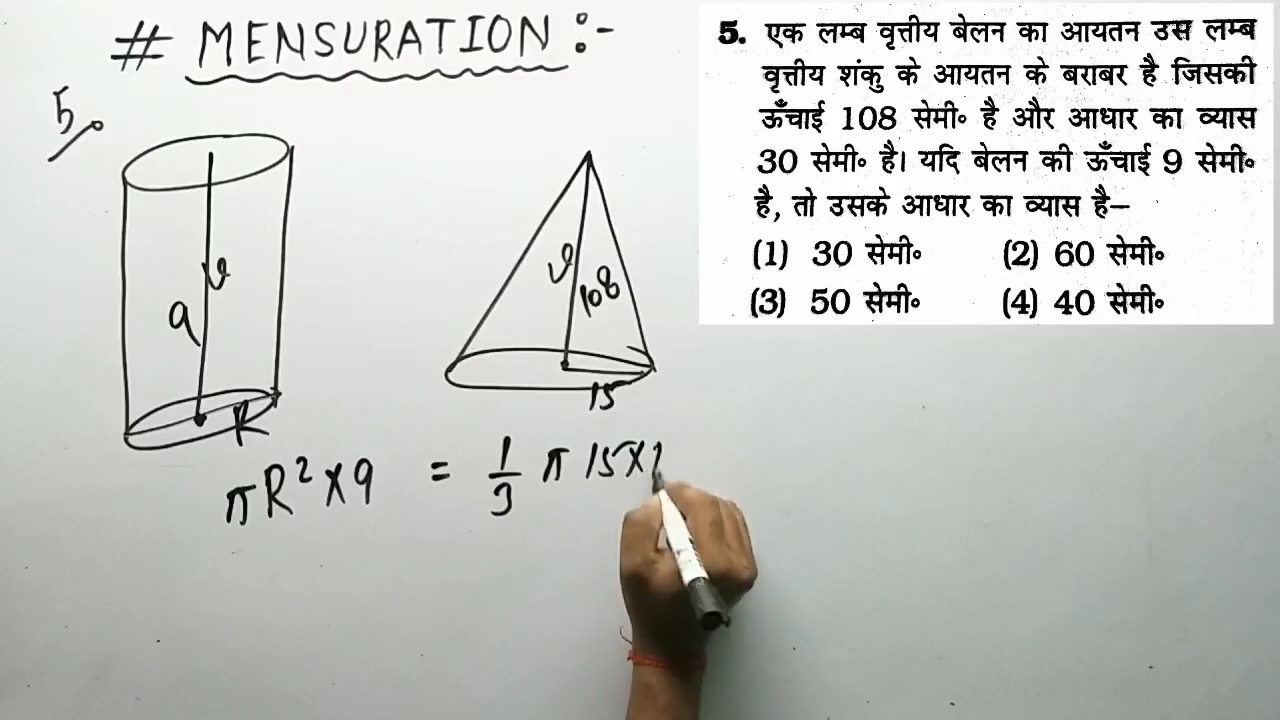 # MENSURATION :-
5.
9
R
108
15
πR² × 9 = 1/3 π 15 ×
5. एक लम्ब वृत्तीय बेलन का आयतन उस लम्ब
वृत्तीय शंकु के आयतन के बराबर है जिसकी
ऊँचाई 108 सेमी॰ है और आधार का व्यास
30 सेमी॰ है। यदि बेलन की ऊँचाई 9 सेमी॰
है, तो उसके आधार का व्यास है–
(1) 30 सेमी॰ (2) 60 सेमी॰
(3) 50 सेमी॰ (4) 40 सेमी॰